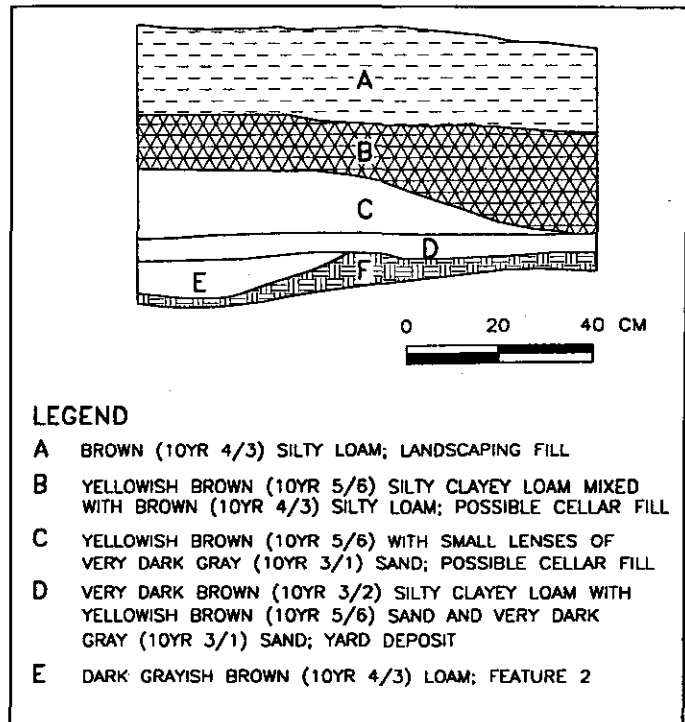 A
B
C
D
E
F
0 20 40 CM
LEGEND
A BROWN (10YR 4/3) SILTY LOAM; LANDSCAPING FILL
B YELLOWISH BROWN (10YR 5/6) SILTY CLAYEY LOAM MIXED
WITH BROWN (10YR 4/3) SILTY LOAM; POSSIBLE CELLAR FILL
C YELLOWISH BROWN (10YR 5/6) WITH SMALL LENSES OF
VERY DARK GRAY (10YR 3/1) SAND; POSSIBLE CELLAR FILL
D VERY DARK BROWN (10YR 3/2) SILTY CLAYEY LOAM WITH
YELLOWISH BROWN (10YR 5/6) SAND AND VERY DARK
GRAY (10YR 3/1) SAND; YARD DEPOSIT
E DARK GRAYISH BROWN (10YR 4/3) LOAM; FEATURE 2